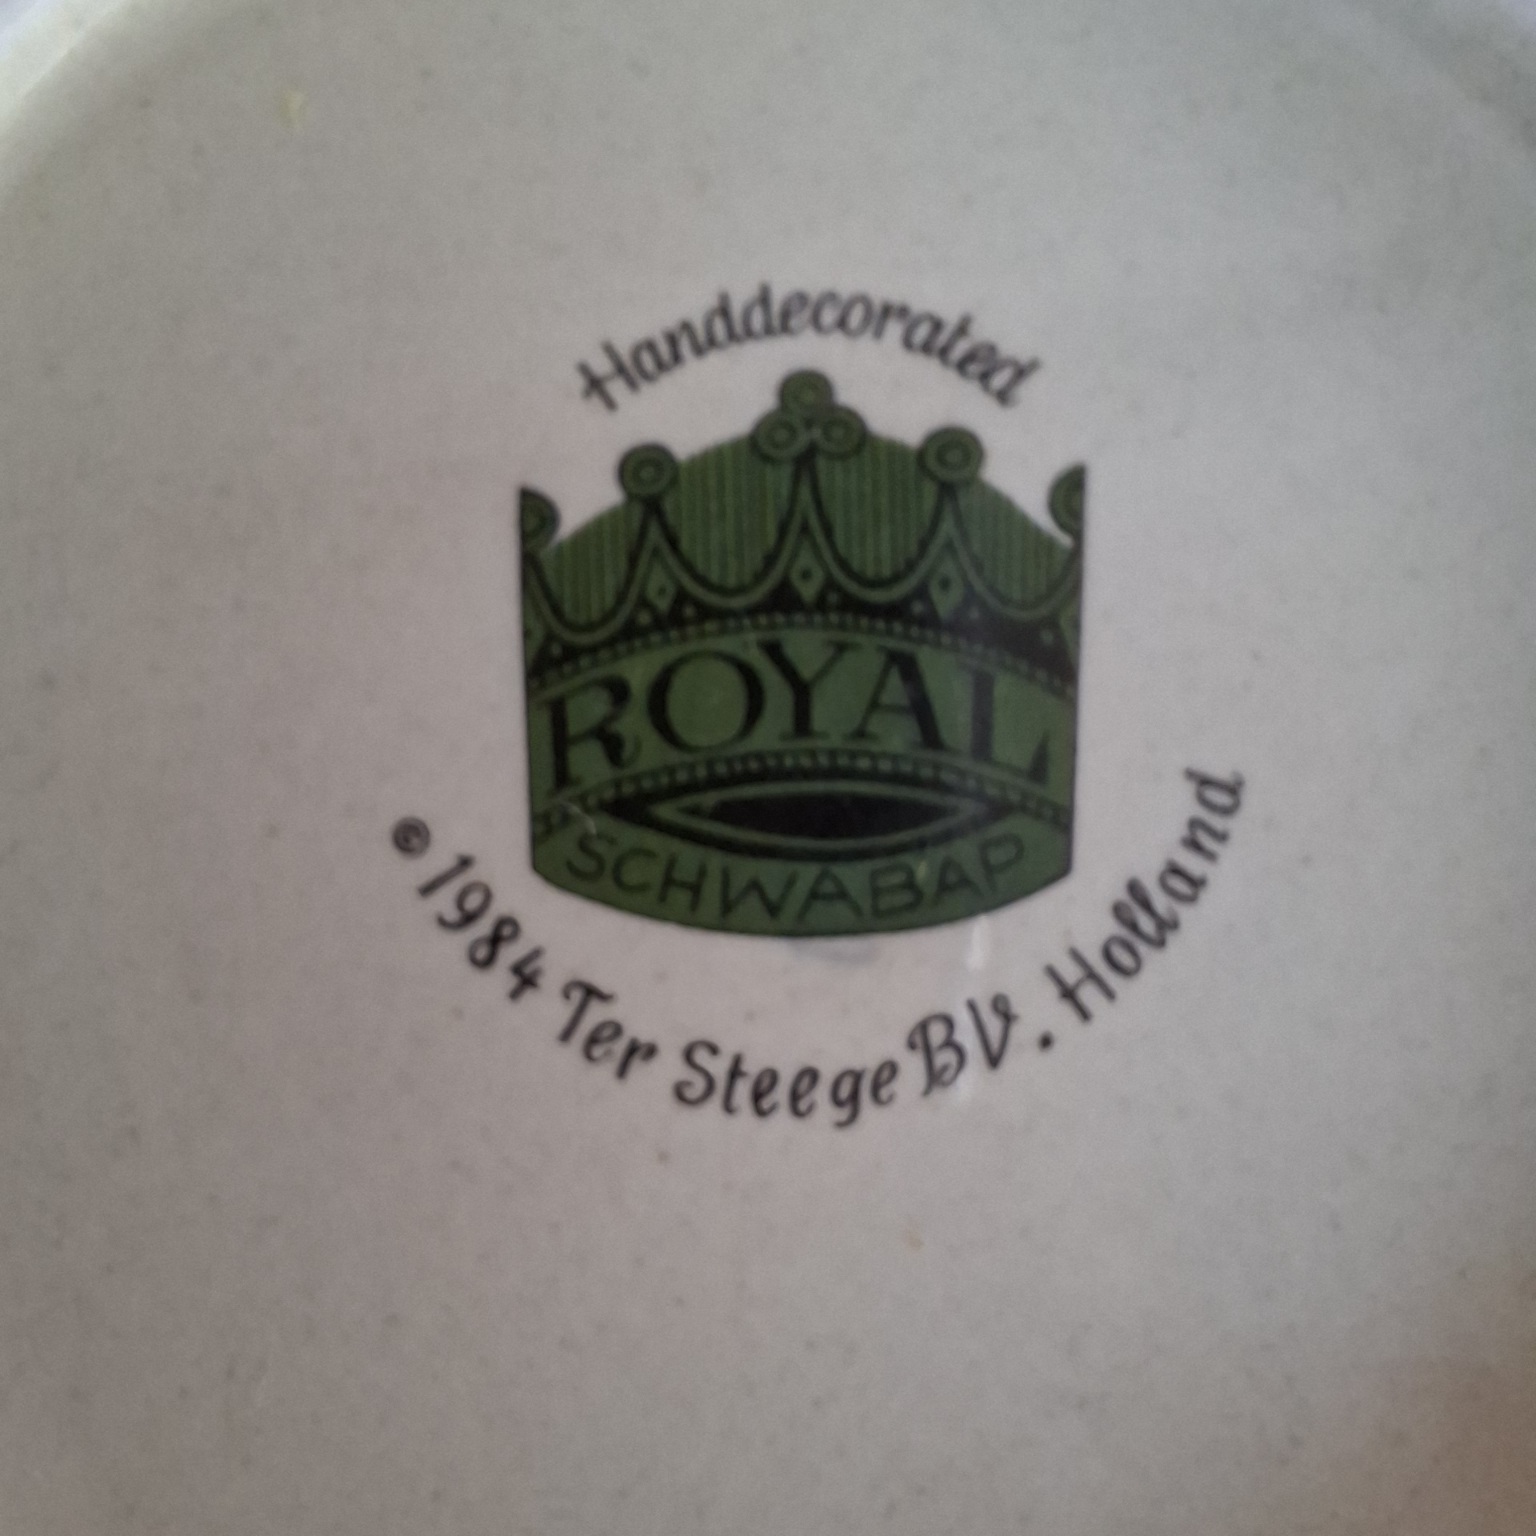 Handdecorated
ROYAL
SCHWABAP
© 1984 Ter Steege BV. Holland